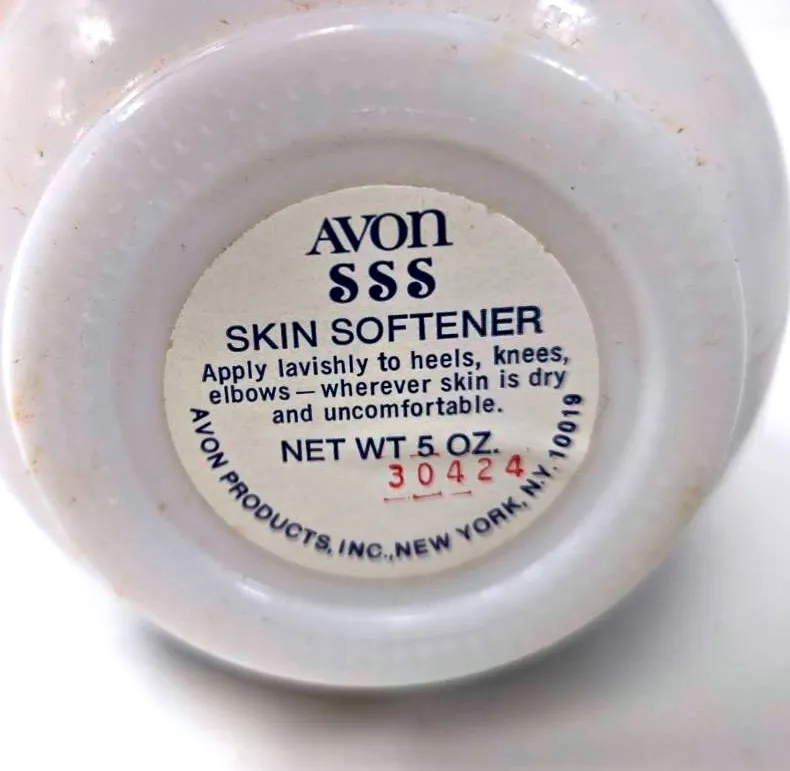 AVON
SSS
SKIN SOFTENER
Apply lavishly to heels, knees,
elbows — wherever skin is dry
and uncomfortable.
NET WT 5 OZ.
30424
AVON PRODUCTS, INC., NEW YORK, N.Y. 10019